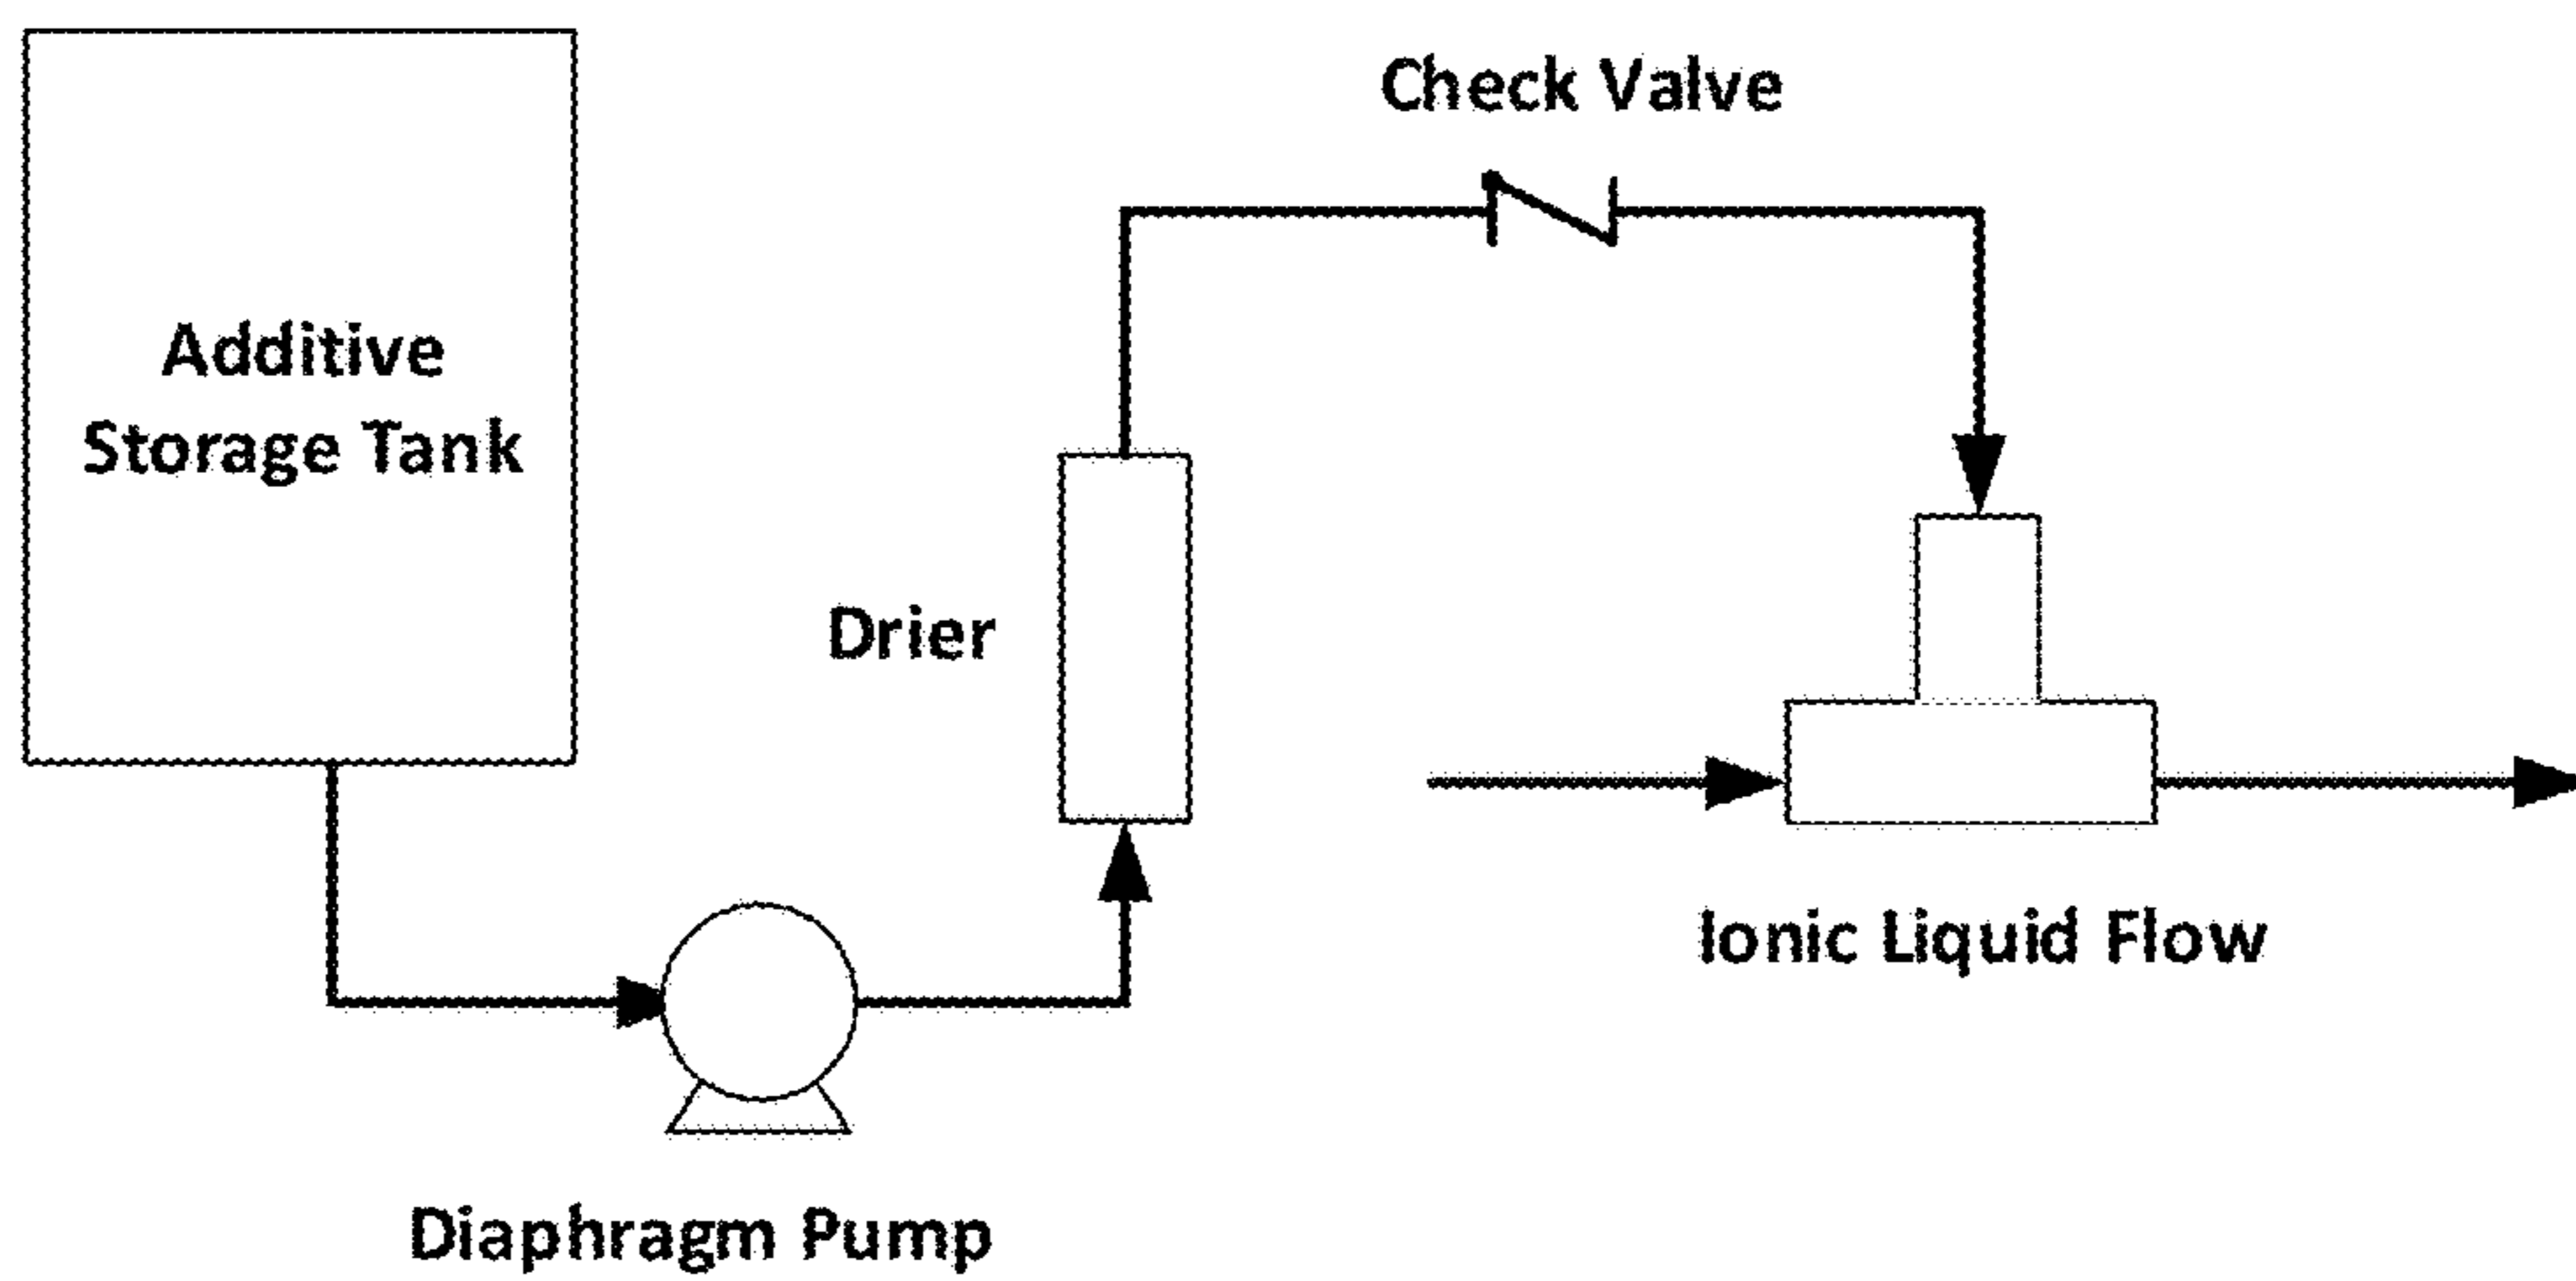 Check Valve
Additive
Storage Tank
Drier
Ionic Liquid Flow
Diaphragm Pump